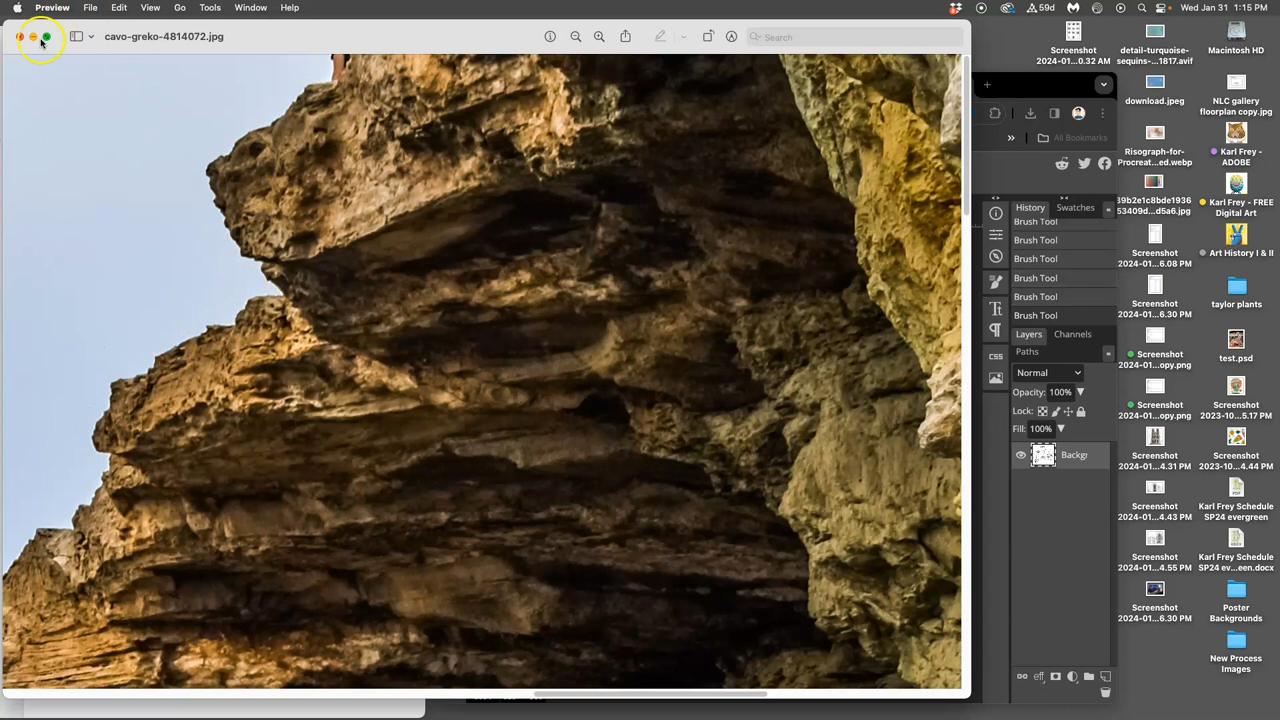 Preview File Edit View Go Tools Window Help
59d
Wed Jan 31 1:15 PM
cavo-greko-4814072.jpg
Search
All Bookmarks
History Swatches
Brush Tool
Brush Tool
Brush Tool
Brush Tool
Brush Tool
Brush Tool
Layers Channels
Paths
css
Normal
Opacity: 100%
Lock:
Fill: 100%
Backgr
eff
Screenshot
2024-01...0.32 AM
detail-turquoise-
sequins-...1817.avif
Macintosh HD
download.jpeg
NLC gallery
floorplan copy.jpg
Risograph-for-
Procreat...ed.webp
Karl Frey -
ADOBE
39b2e1c8bde1936
53409d...d5a6.jpg
Karl Frey - FREE
Digital Art
Screenshot
2024-01...6.08 PM
Art History I & II
Screenshot
2024-01...6.30 PM
taylor plants
Screenshot
2024-01...opy.png
test.psd
Screenshot
2024-01...opy.png
Screenshot
2023-10...5.17 PM
Screenshot
2024-01...4.31 PM
Screenshot
2023-10...4.44 PM
Screenshot
2024-01...4.43 PM
Karl Frey Schedule
SP24 evergreen
Screenshot
2024-01...4.55 PM
Karl Frey Schedule
SP24 ev...een.docx
Screenshot
2024-01...6.30 PM
Poster
Backgrounds
New Process
Images